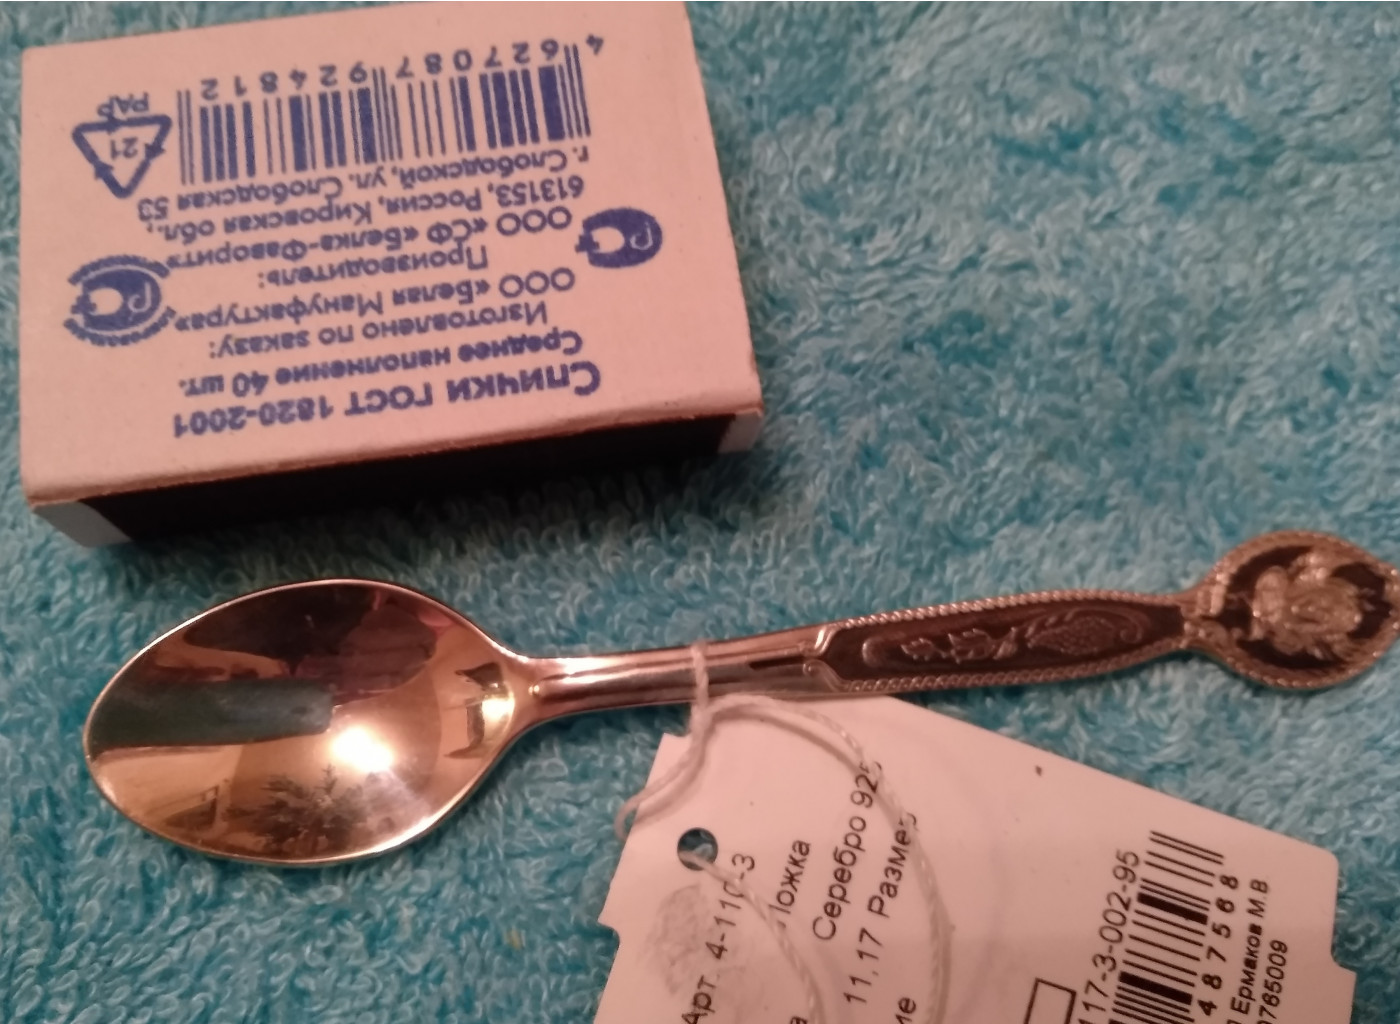 Спички ГОСТ 1820-2001
Среднее наполнение 40 шт.
Изготовлено по заказу:
ООО «Белая Мануфактура»
Производитель:
ООО «СФ «Белка-Фаворит»
613153, Россия, Кировская обл.,
г. Слободской, ул. Слободская 53
4 627087 924812
21
PAP
Арт. 4-11
Ложка
Серебро 925
11.17 Размер
117-3-002-95
487568
Ермаков М.В
0785009